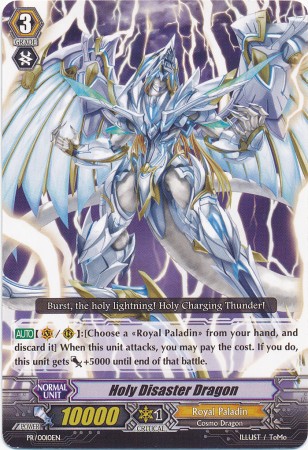 3
GRADE
Burst, the holy lightning! Holy Charging Thunder!
AUTO [ / ]:[Choose a «Royal Paladin» from your hand, and
discard it] When this unit attacks, you may pay the cost. If you do,
this unit gets +5000 until end of that battle.
NORMAL
UNIT
Holy Disaster Dragon
10000
POWER
1
CRITICAL
Royal Paladin
Cosmo Dragon
PR/0010EN
ILLUST / ToMo